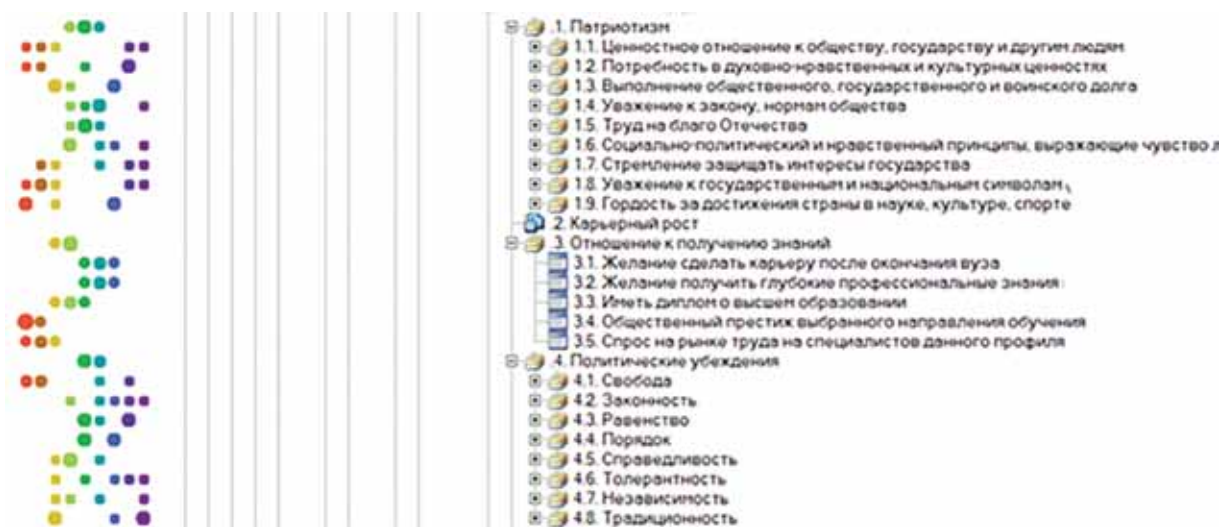 .1. Патриотизм
1.1. Ценностное отношение к обществу, государству и другим людям
1.2. Потребность в духовно-нравственных и культурных ценностях
1.3. Выполнение общественного, государственного и воинского долга
1.4. Уважение к закону, нормам общества
1.5. Труд на благо Отечества
1.6. Социально-политический и нравственный принципы, выражающие чувство
1.7. Стремление защищать интересы государства
1.8. Уважение к государственным и национальным символам
1.9. Гордость за достижения страны в науке, культуре, спорте
.2. Карьерный рост
.3. Отношение к получению знаний
3.1. Желание сделать карьеру после окончания вуза
3.2. Желание получить глубокие профессиональные знания
3.3. Иметь диплом о высшем образовании
3.4. Общественный престиж выбранного направления обучения
3.5. Спрос на рынке труда на специалистов данного профиля
.4. Политические убеждения
4.1. Свобода
4.2. Законность
4.3. Равенство
4.4. Порядок
4.5. Справедливость
4.6. Толерантность
4.7. Независимость
4.8. Традиционность